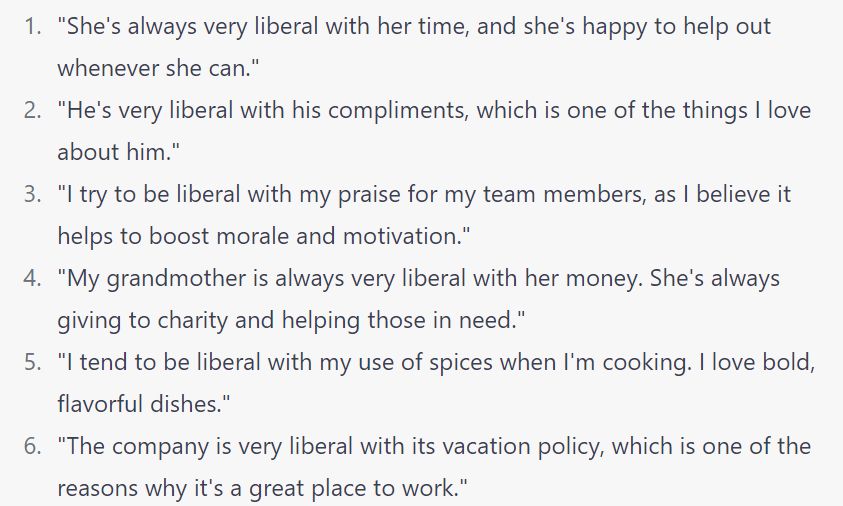 1. "She's always very liberal with her time, and she's happy to help out
whenever she can."
2. "He's very liberal with his compliments, which is one of the things I love
about him."
3. "I try to be liberal with my praise for my team members, as I believe it
helps to boost morale and motivation."
4. "My grandmother is always very liberal with her money. She's always
giving to charity and helping those in need."
5. "I tend to be liberal with my use of spices when I'm cooking. I love bold,
flavorful dishes."
6. "The company is very liberal with its vacation policy, which is one of the
reasons why it's a great place to work."